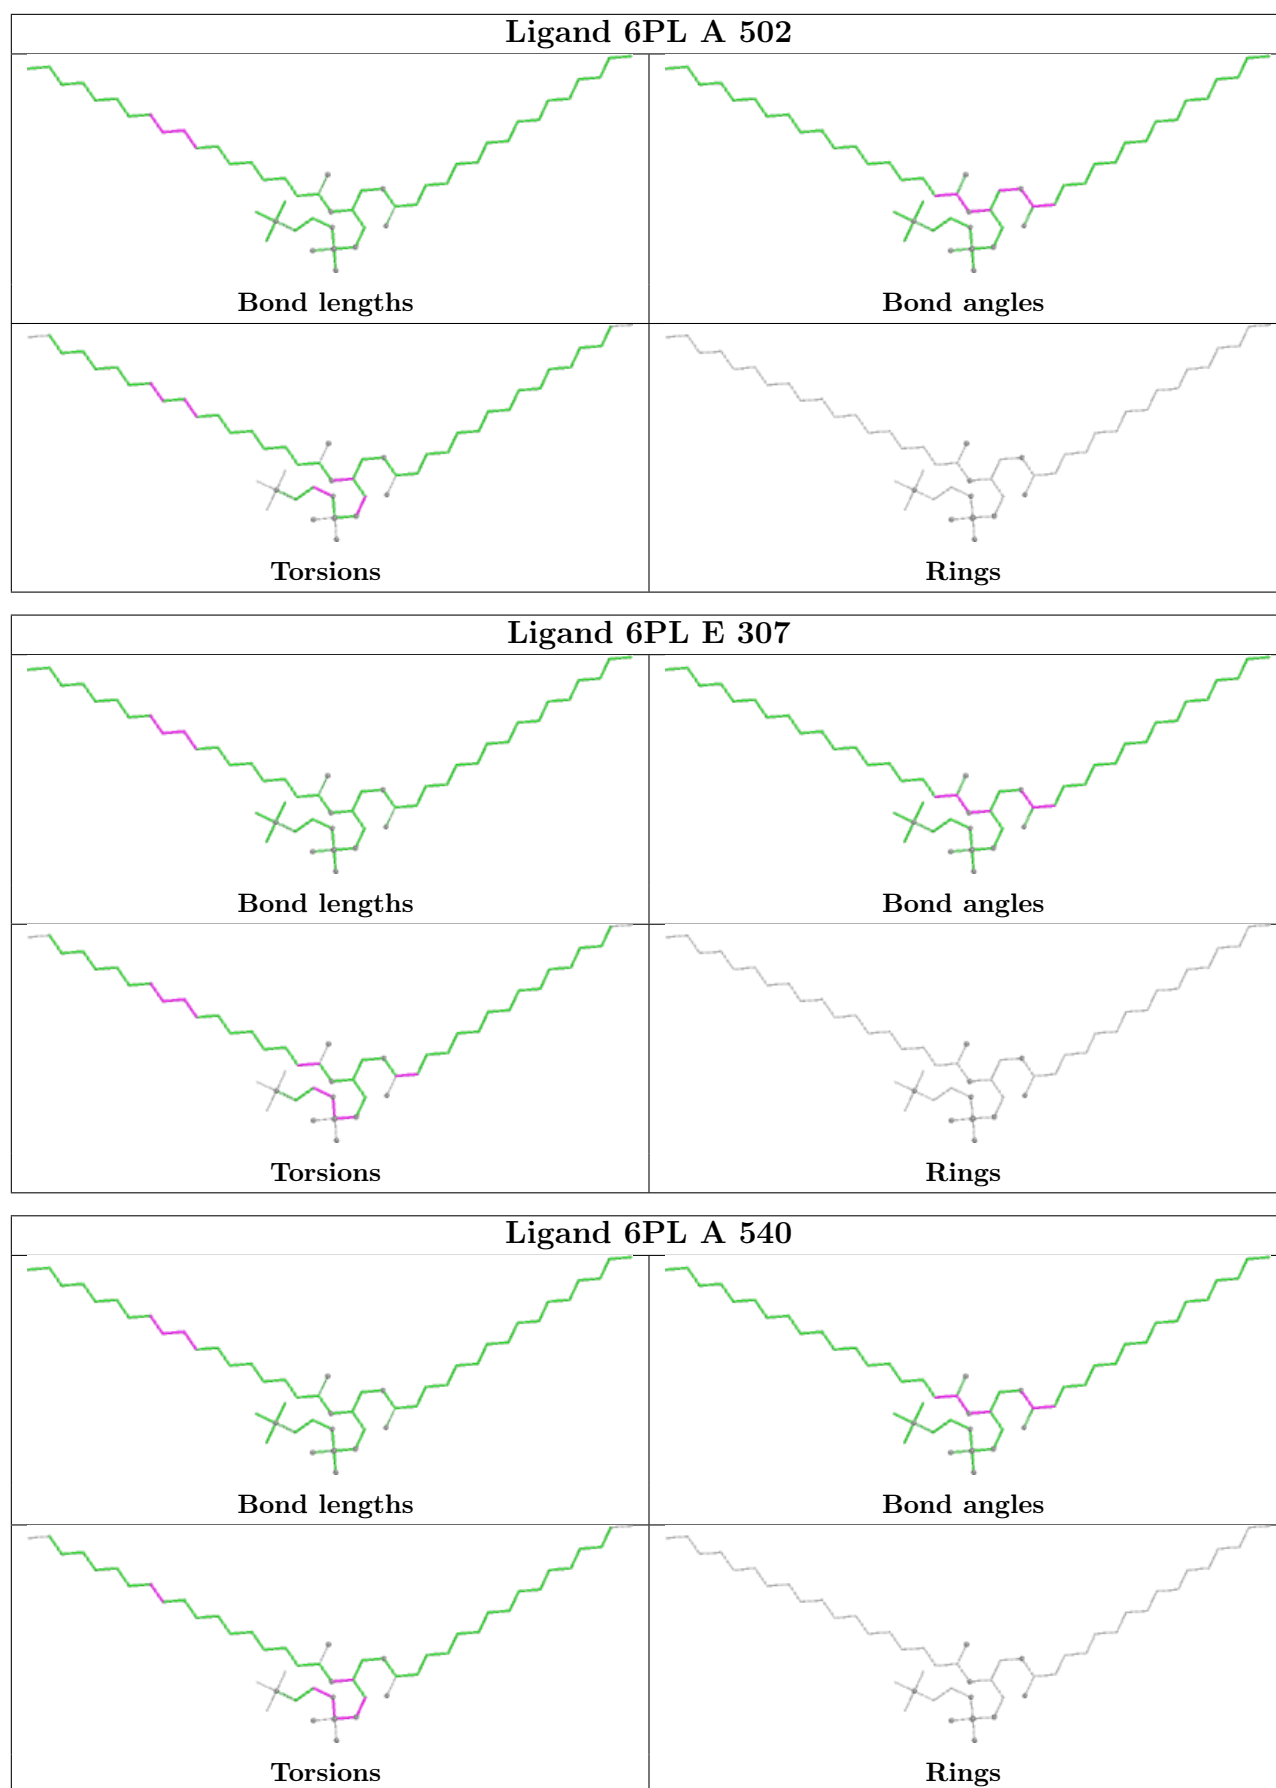 Ligand 6PL A 502
Bond lengths
Bond angles
Torsions
Rings
Ligand 6PL E 307
Bond lengths
Bond angles
Torsions
Rings
Ligand 6PL A 540
Bond lengths
Bond angles
Torsions
Rings